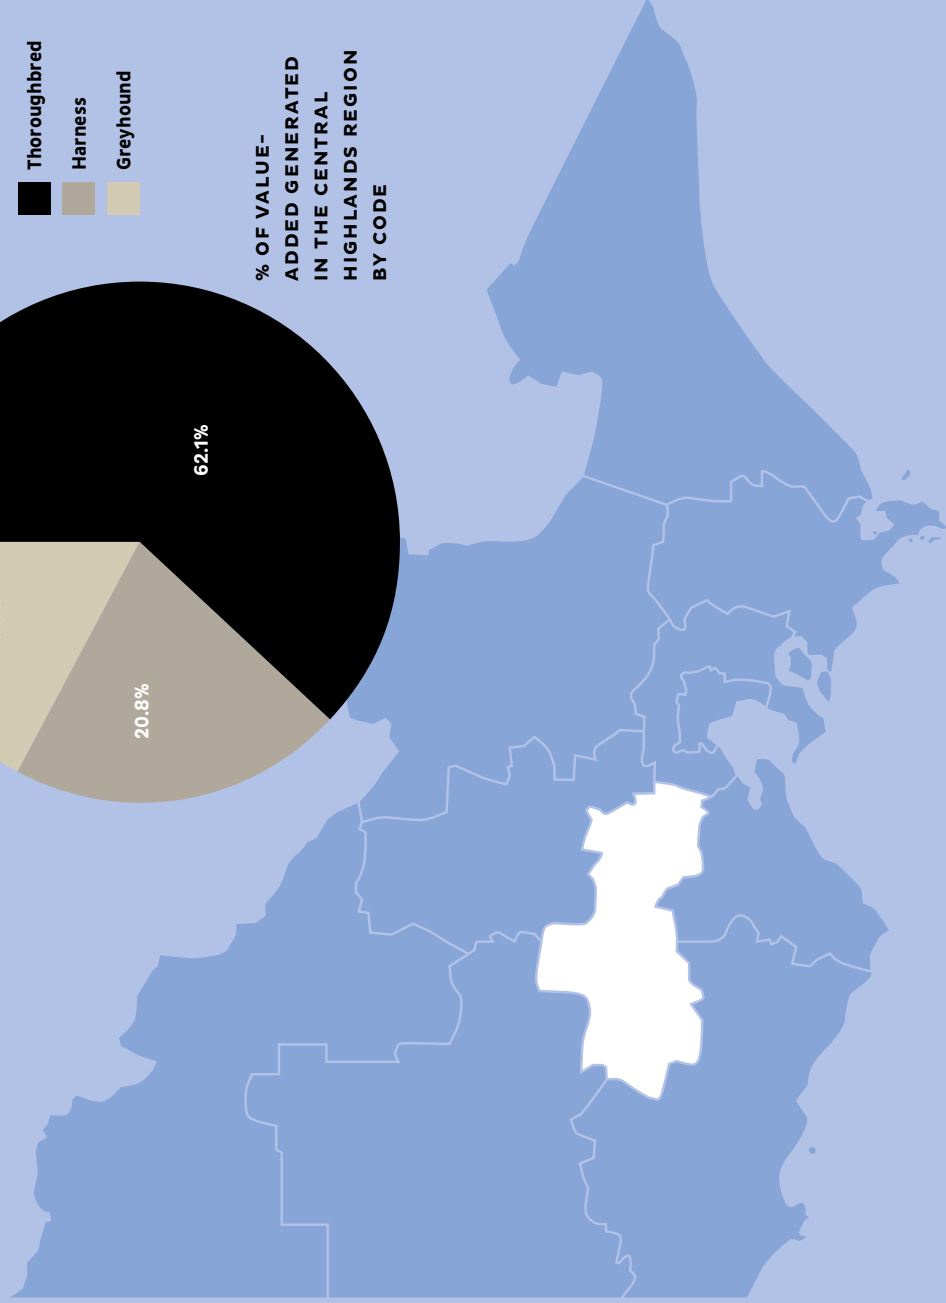 Thoroughbred
Harness
Greyhound
% OF VALUE-
ADDED GENERATED
IN THE CENTRAL
HIGHLANDS REGION
BY CODE
62.1%
20.8%